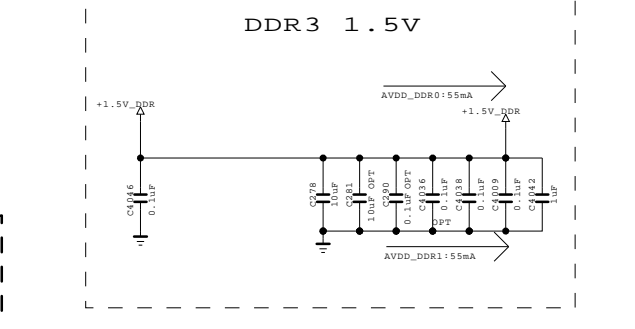 DDR3 1.5V
AVDD_DDR0:55mA
+1.5V_DDR
+1.5V_DDR
C4046
0.1uF
C278
10uF
C281
10uF OPT
C290
0.1uF OPT
C4036
0.1uF
OPT
C4038
0.1uF
C4009
0.1uF
C4042
1uF
AVDD_DDR1:55mA